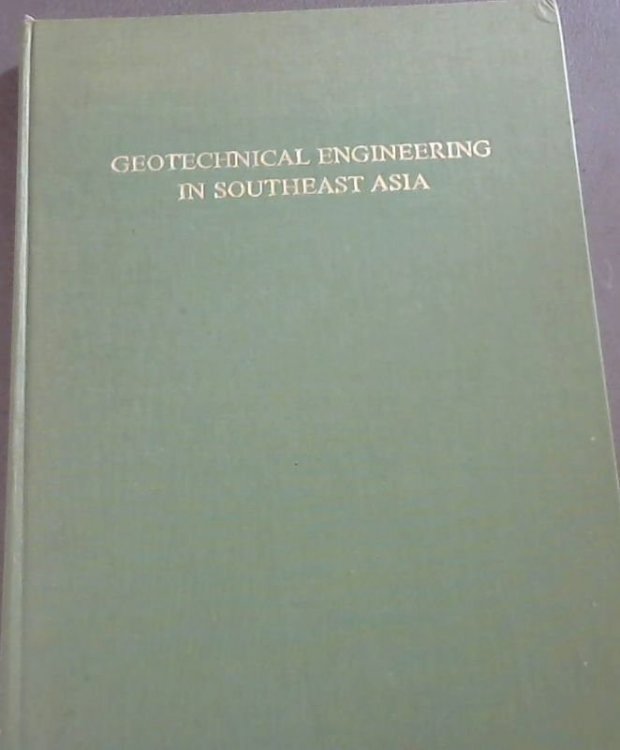 GEOTECHNICAL ENGINEERING
IN SOUTHEAST ASIA